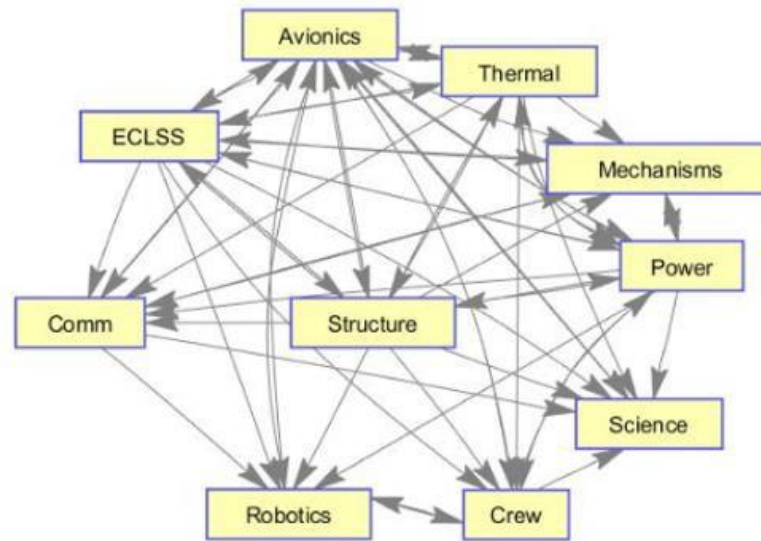 Avionics
Thermal
ECLSS
Mechanisms
Power
Comm
Structure
Science
Robotics
Crew